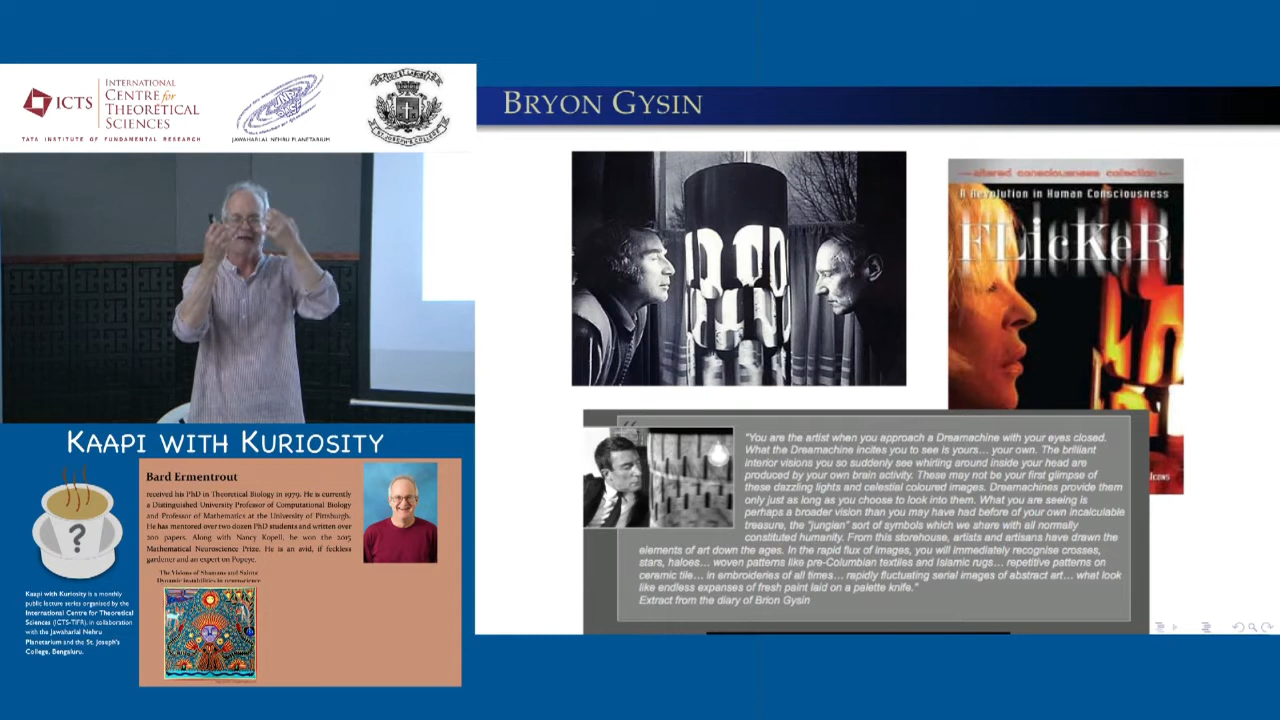 ICTS
INTERNATIONAL
CENTRE for
THEORETICAL
SCIENCES
TATA INSTITUTE OF FUNDAMENTAL RESEARCH
JAWAHARLAL NEHRU PLANETARIUM
KAAPI WITH KURIOSITY
?
Kaapi with Kuriosity is a monthly
public lecture series organised by the
International Centre for Theoretical
Sciences (ICTS-TIFR), in collaboration
with the Jawaharlal Nehru
Planetarium and the St. Joseph's
College, Bengaluru.
Bard Ermentrout
received his PhD in Theoretical Biology in 1979. He is currently
a Distinguished University Professor of Computational Biology
and Professor of Mathematics at the University of Pittsburgh.
He has mentored over two dozen PhD students and written over
200 papers. Along with Nancy Kopell, he won the 2015
Mathematical Neuroscience Prize. He is an avid, if feckless
gardener and an expert on Popeye.
The Visions of Shamans and Saints
Dynamic instabilities in neuroscience
BRYON GYSIN
altered consciousness collection
A Revolution in Human Consciousness
FLicKeR
"You are the artist when you approach a Dreamachine with your eyes closed.
What the Dreamachine incites you to see is yours... your own. The brilliant
interior visions you so suddenly see whirling around inside your head are
produced by your own brain activity. These may not be your first glimpse of
these dazzling lights and celestial coloured images. Dreamachines provide them
only just as long as you choose to look into them. What you are seeing is
perhaps a broader vision than you may have had before of your own incalculable
treasure, the "jungian" sort of symbols which we share with all normally
constituted humanity. From this storehouse, artists and artisans have drawn the
elements of art down the ages. In the rapid flux of images, you will immediately recognise crosses,
stars, haloes... woven patterns like pre-Columbian textiles and Islamic rugs... repetitive patterns on
ceramic tile... in embroideries of all times... rapidly fluctuating serial images of abstract art... what look
like endless expanses of fresh paint laid on a palette knife."
Extract from the diary of Brion Gysin